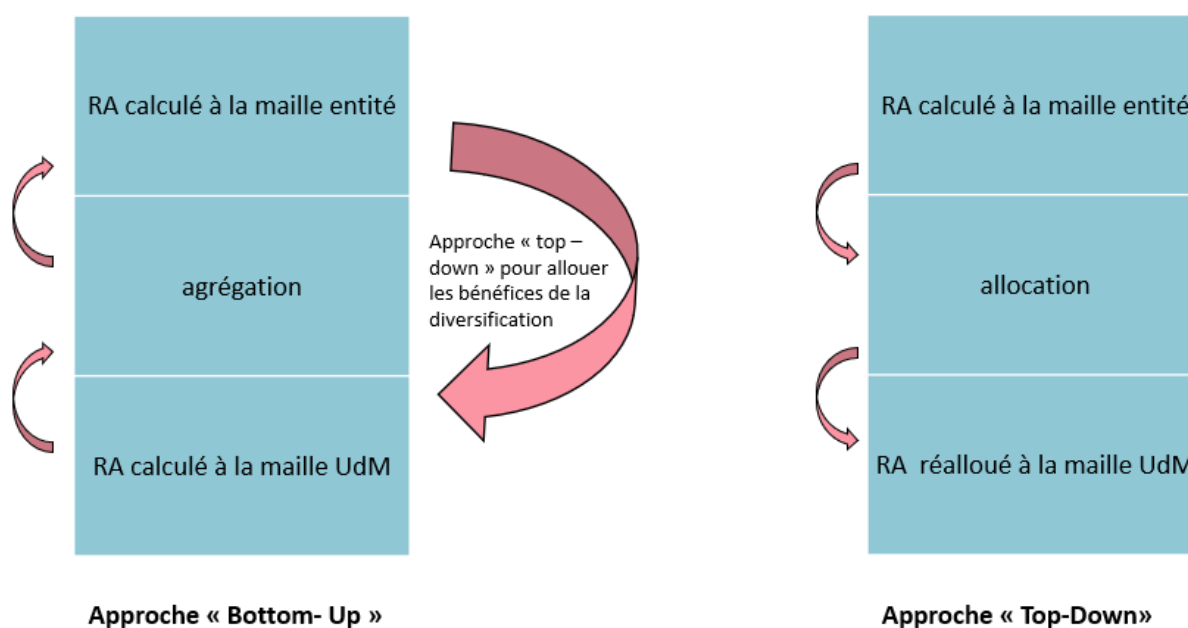 RA calculé à la maille entité
agrégation
RA calculé à la maille UdM
Approche « top –
down » pour allouer
les bénéfices de la
diversification
Approche « Bottom- Up »
RA calculé à la maille entité
allocation
RA réalloué à la maille UdM
Approche « Top-Down»